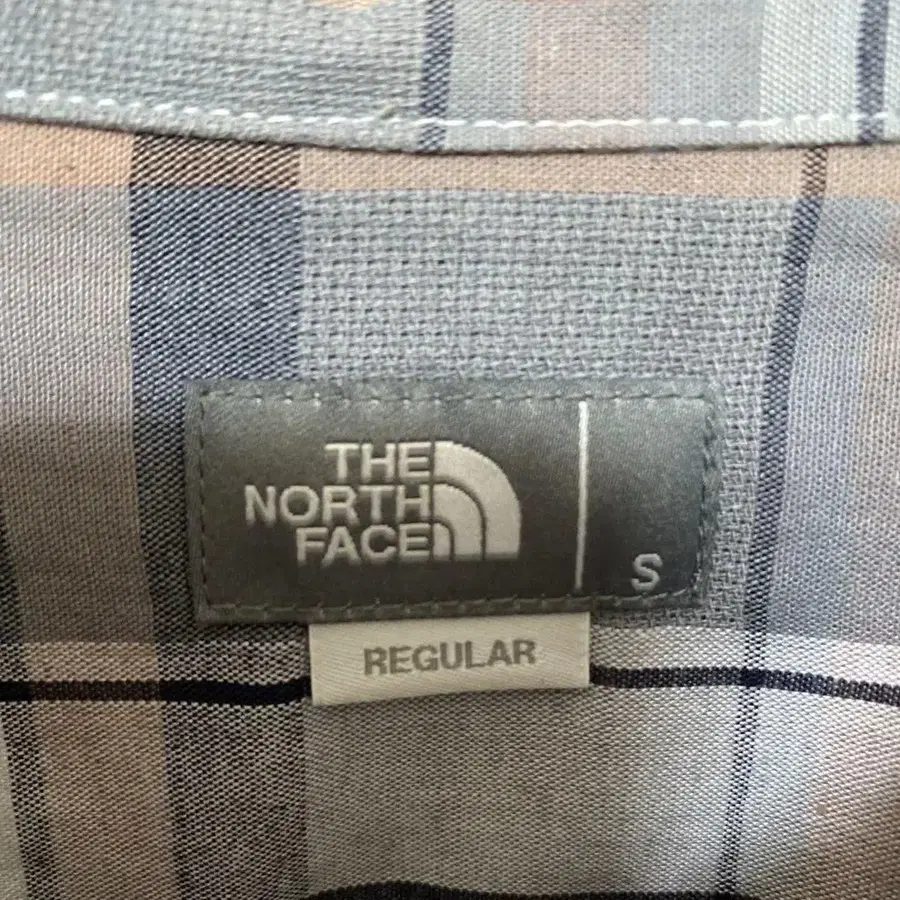 THE
NORTH
FACE
S
REGULAR